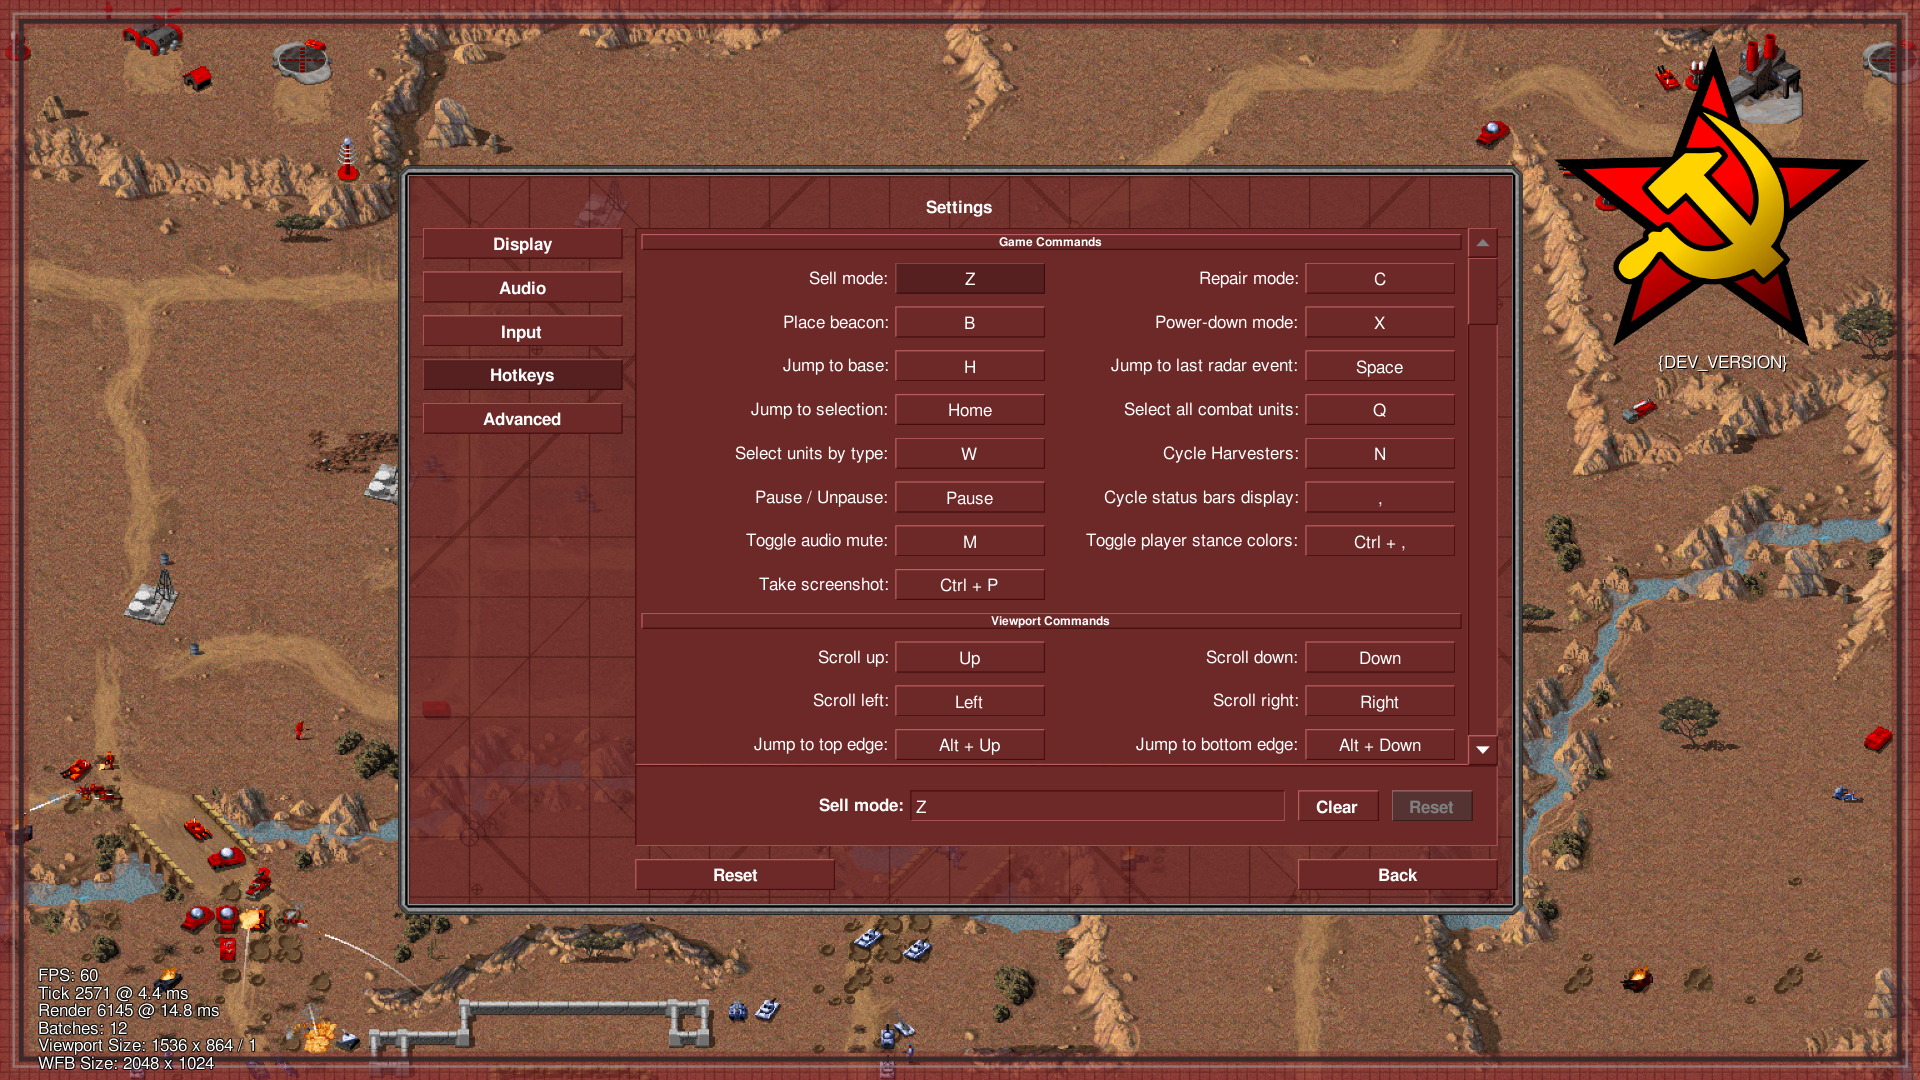 Settings
Display
Audio
Input
Hotkeys
Advanced
Game Commands
Sell mode: Z Repair mode: C
Place beacon: B Power-down mode: X
Jump to base: H Jump to last radar event: Space
Jump to selection: Home Select all combat units: Q
Select units by type: W Cycle Harvesters: N
Pause / Unpause: Pause Cycle status bars display: ,
Toggle audio mute: M Toggle player stance colors: Ctrl + ,
Take screenshot: Ctrl + P
Viewport Commands
Scroll up: Up Scroll down: Down
Scroll left: Left Scroll right: Right
Jump to top edge: Alt + Up Jump to bottom edge: Alt + Down
Sell mode: Z Clear Reset
Reset Back
{DEV_VERSION}
FPS: 60
Tick 2571 @ 4.4 ms
Render 6145 @ 14.8 ms
Batches: 12
Viewport Size: 1536 x 864 / 1
WFB Size: 2048 x 1024